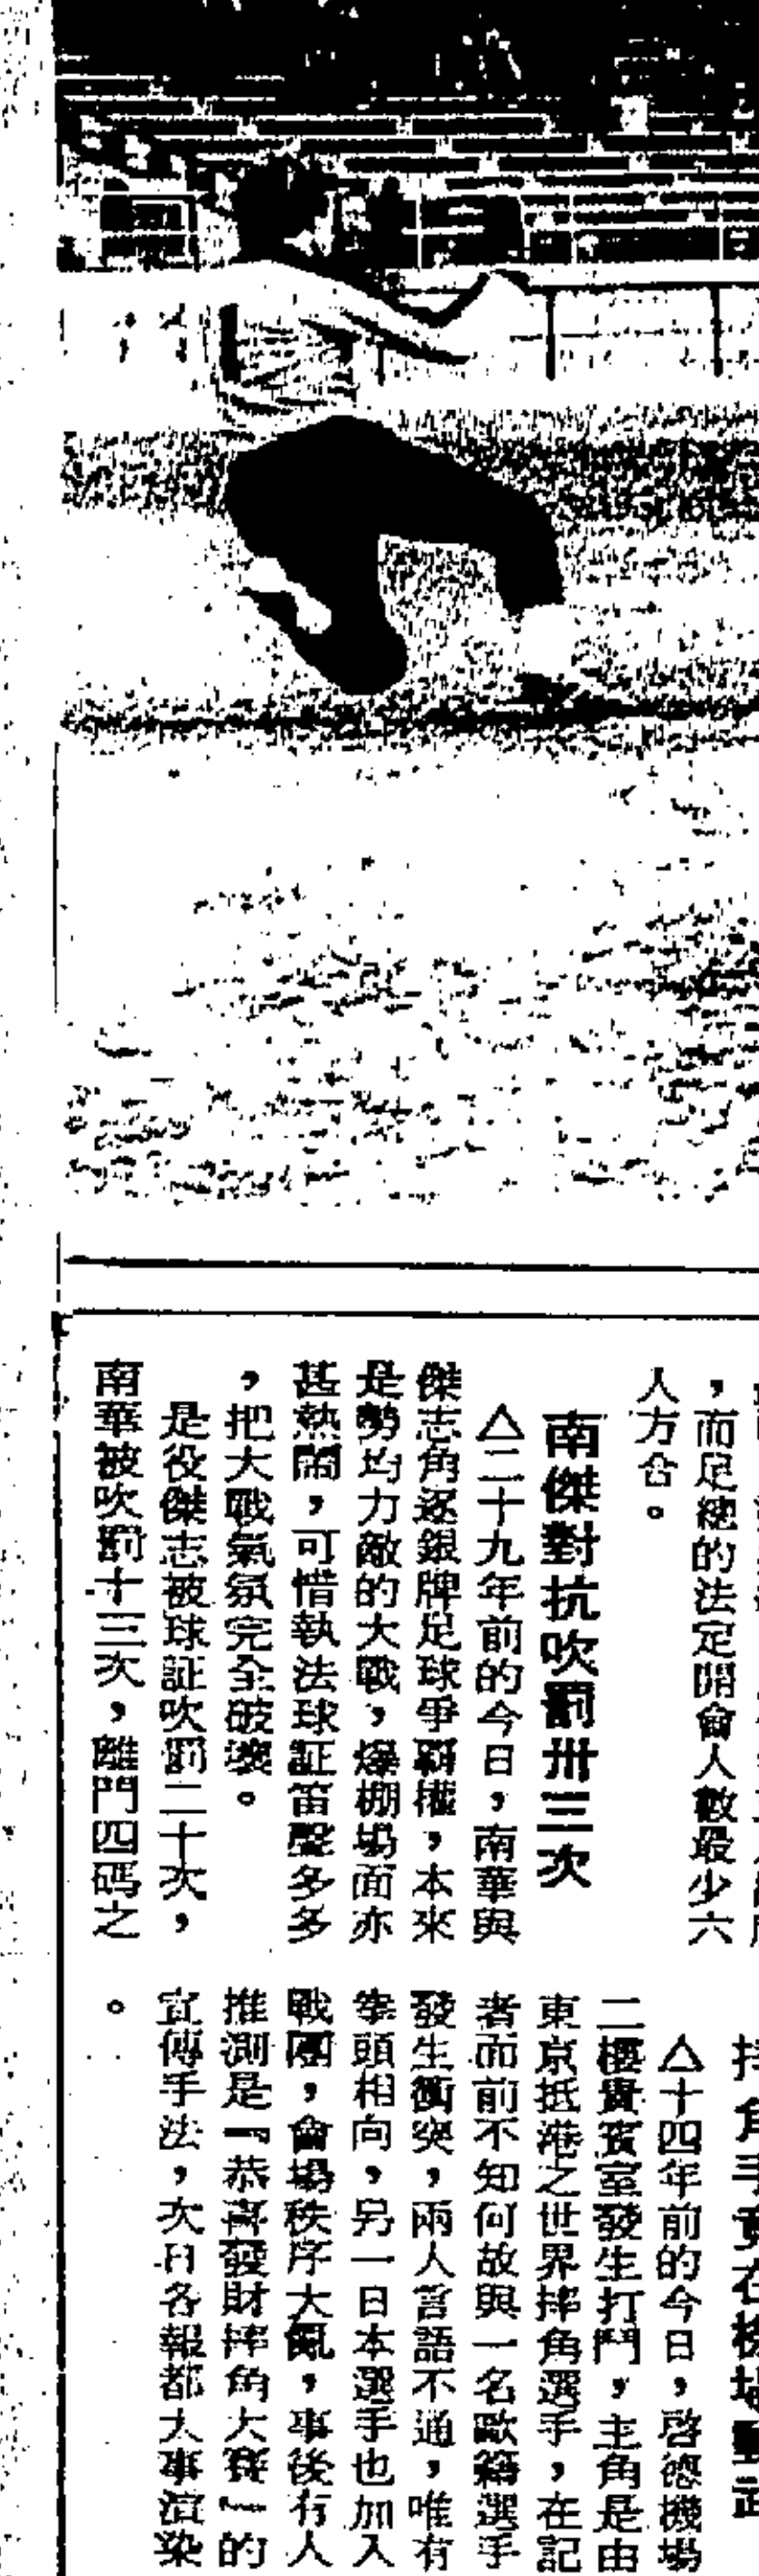 ，而足總的法定開會人數最少六
人方合。
南傑對抗吹罰卅三次
△二十九年前的今日，南華與
傑志角逐銀牌足球爭霸權，本來
是勢均力敵的大戰，爆棚場面亦
甚熱鬧，可惜執法球証笛聲多多
，把大戰氣氛完全破壞。
是役傑志被球証吹罰二十次，
南華被吹罰十三次，離門四碼之
摔角手竟在機場動武
△十四年前的今日，啓德機場
二樓貴賓室發生打鬥，主角是由
東京抵港之世界摔角選手，在記
者面前不知何故與一名歐籍選手
發生衝突，兩人言語不通，唯有
拳頭相向，另一日本選手也加入
戰團，會場秩序大亂，事後有人
推測是『恭喜發財摔角大賽』的
宣傳手法，次日各報都大事渲染
。